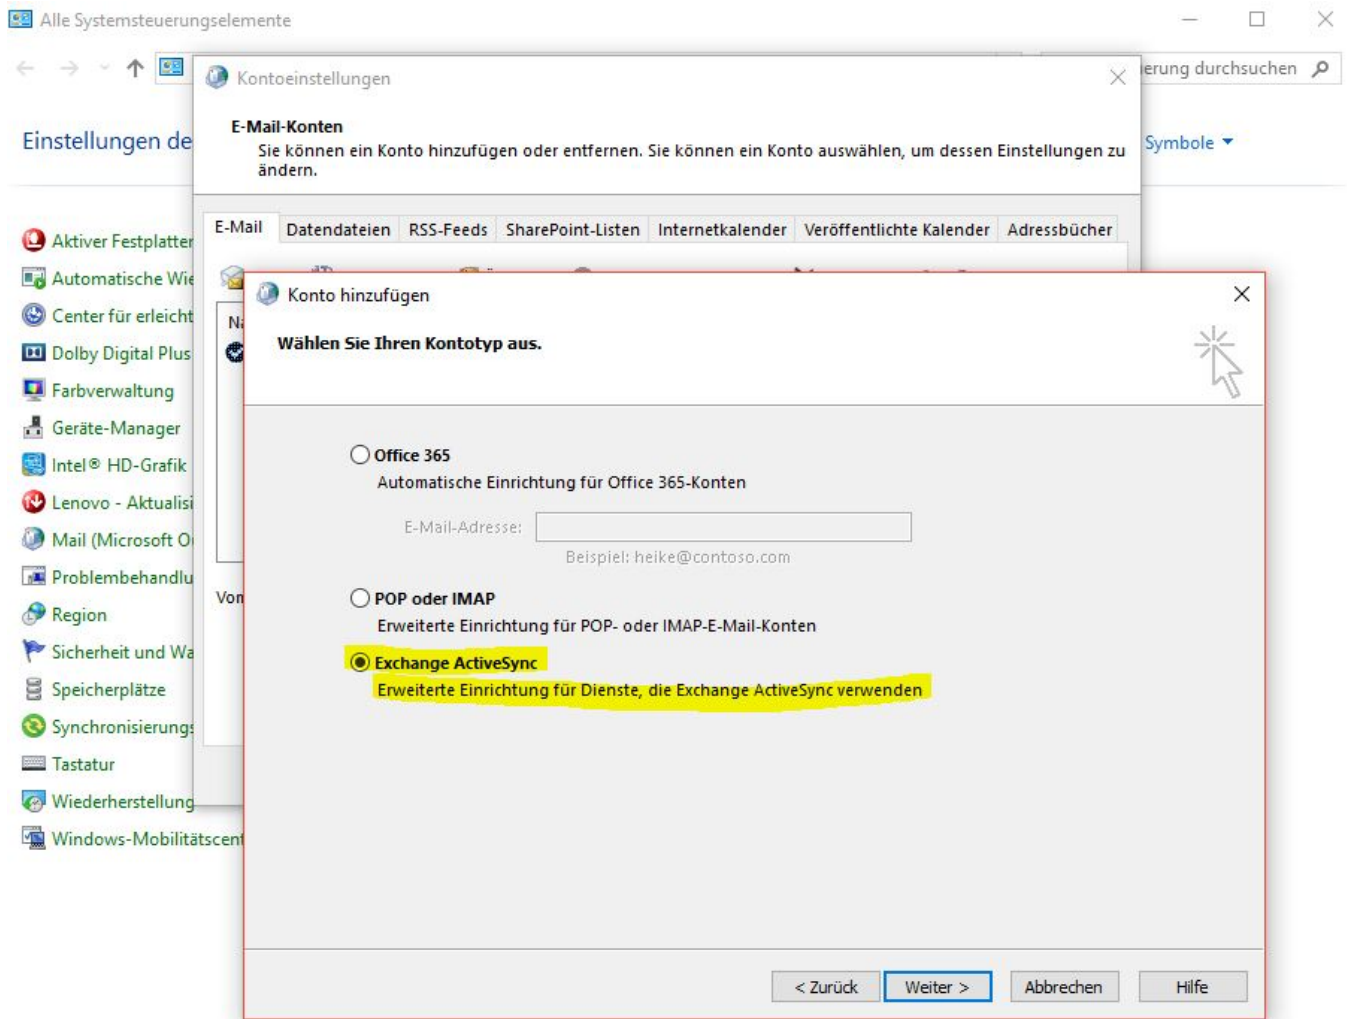 Alle Systemsteuerungselemente
erung durchsuchen
Kontoeinstellungen
Einstellungen de
Symbole
E-Mail-Konten
Sie können ein Konto hinzufügen oder entfernen. Sie können ein Konto auswählen, um dessen Einstellungen zu
ändern.
E-Mail Datendateien RSS-Feeds SharePoint-Listen Internetkalender Veröffentlichte Kalender Adressbücher
Aktiver Festplatten
Automatische Wie
Center für erleicht
Dolby Digital Plus
Farbverwaltung
Geräte-Manager
Intel® HD-Grafik
Lenovo - Aktualisi
Mail (Microsoft O
Problembehandlu
Region
Sicherheit und Wa
Speicherplätze
Synchronisierungs
Tastatur
Wiederherstellung
Windows-Mobilitätscent
Konto hinzufügen
Wählen Sie Ihren Kontotyp aus.
Office 365
Automatische Einrichtung für Office 365-Konten
E-Mail-Adresse:
Beispiel: heike@contoso.com
POP oder IMAP
Erweiterte Einrichtung für POP- oder IMAP-E-Mail-Konten
Exchange ActiveSync
Erweiterte Einrichtung für Dienste, die Exchange ActiveSync verwenden
< Zurück Weiter > Abbrechen Hilfe